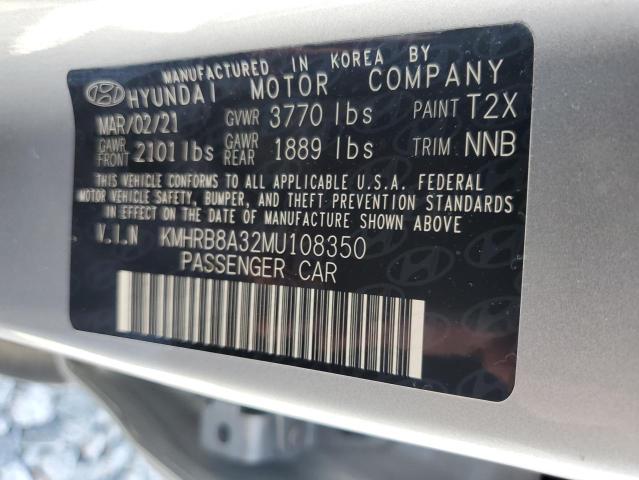 MANUFACTURED IN KOREA BY
HYUNDAI MOTOR COMPANY
MAR/02/21 GVWR 3770 lbs PAINT T2X
GAWR FRONT 2101 lbs GAWR REAR 1889 lbs TRIM NNB
THIS VEHICLE CONFORMS TO ALL APPLICABLE U.S.A. FEDERAL
MOTOR VEHICLE SAFETY, BUMPER, AND THEFT PREVENTION STANDARDS
IN EFFECT ON THE DATE OF MANUFACTURE SHOWN ABOVE
V.I.N KMHRB8A32MU108350
PASSENGER CAR